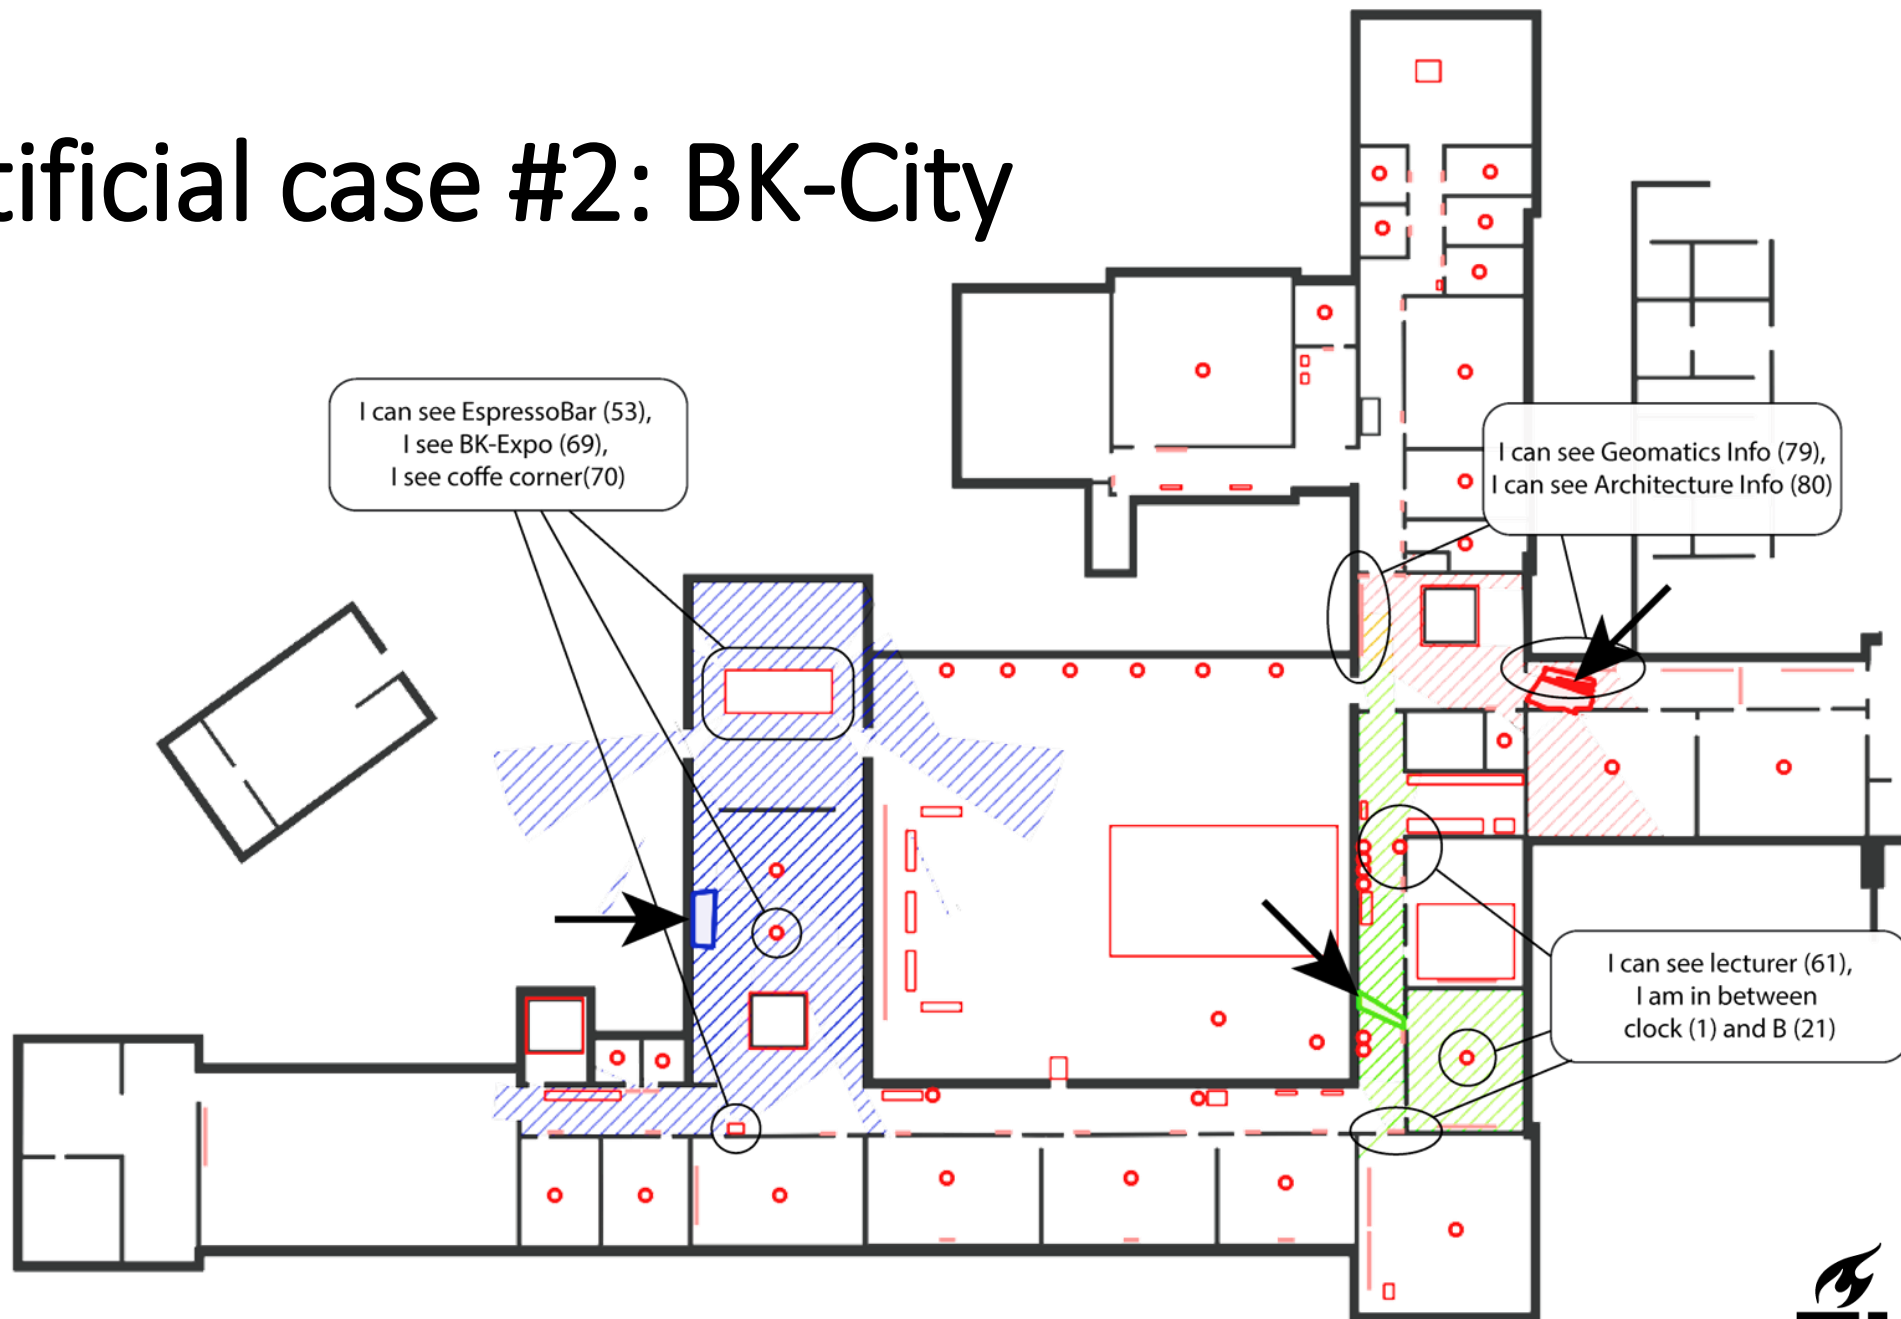 tificial case #2: BK-City
I can see EspressoBar (53),
I see BK-Expo (69),
I see coffe corner(70)
I can see Geomatics Info (79),
I can see Architecture Info (80)
I can see lecturer (61),
I am in between
clock (1) and B (21)